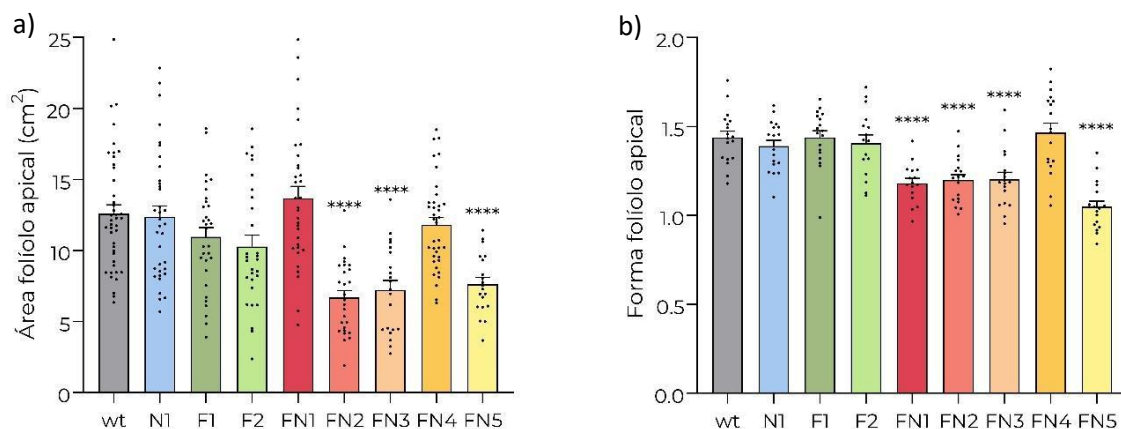 a)
Área folíolo apical (cm²)
25
20
15
10
5
0
**** **** ****
wt N1 F1 F2 FN1 FN2 FN3 FN4 FN5
b)
Forma folíolo apical
2.0
1.5
1.0
0.5
0.0
**** **** **** ****
wt N1 F1 F2 FN1 FN2 FN3 FN4 FN5